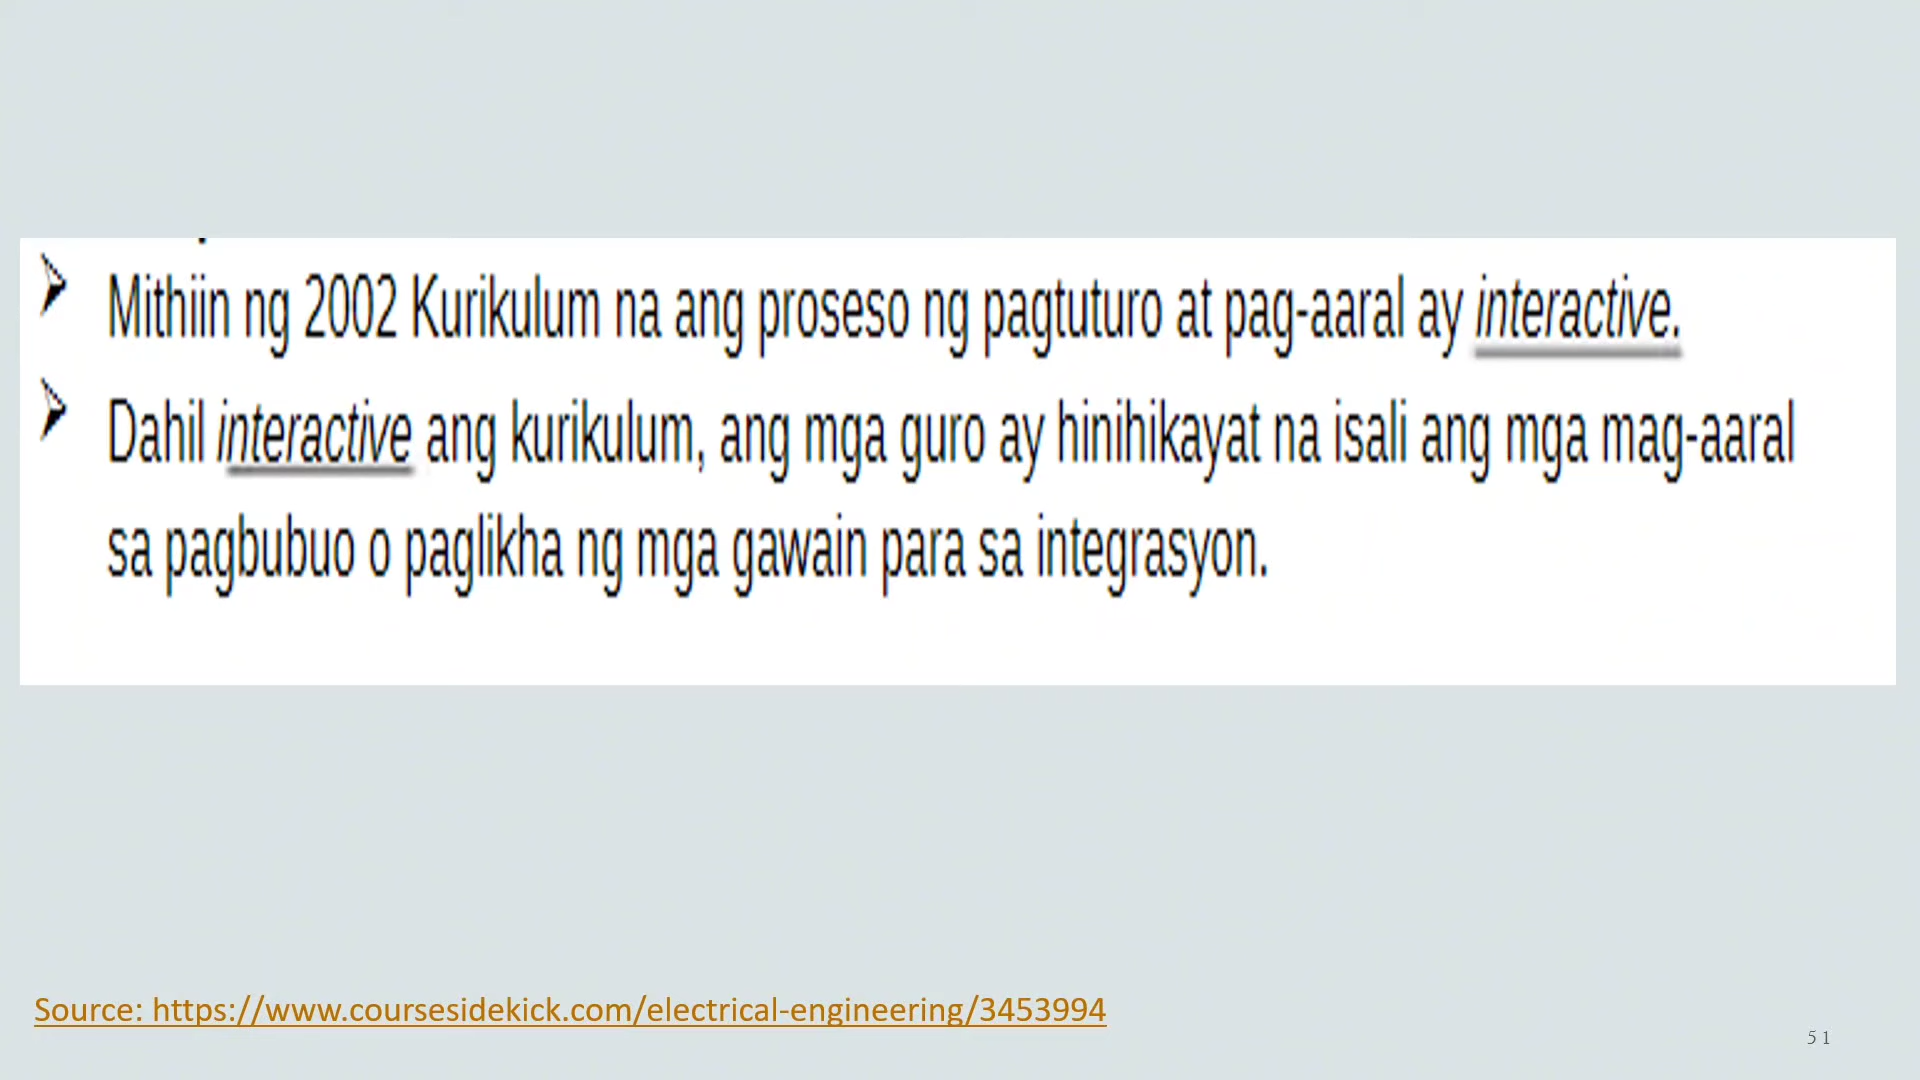 ➢ Mithiin ng 2002 Kurikulum na ang proseso ng pagtuturo at pag-aaral ay interactive.
➢ Dahil interactive ang kurikulum, ang mga guro ay hinihikayat na isali ang mga mag-aaral
sa pagbubuo o paglikha ng mga gawain para sa integrasyon.
Source: https://www.coursesidekick.com/electrical-engineering/3453994
51